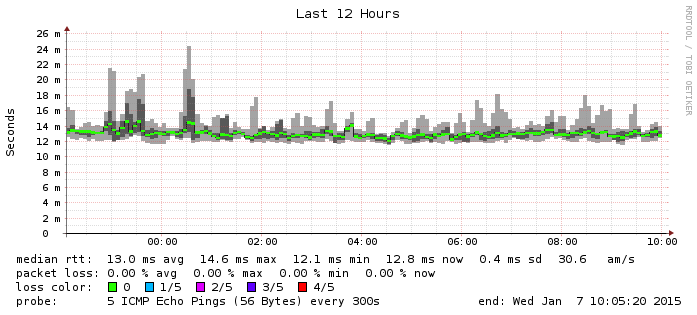 Last 12 Hours
RRDTOOL / TOBI OETIKER
Seconds
26 m
24 m
22 m
20 m
18 m
16 m
14 m
12 m
10 m
8 m
6 m
4 m
2 m
0
00:00 02:00 04:00 06:00 08:00 10:00
median rtt: 13.0 ms avg 14.6 ms max 12.1 ms min 12.8 ms now 0.4 ms sd 30.6 am/s
packet loss: 0.00 % avg 0.00 % max 0.00 % min 0.00 % now
loss color: 0 1/5 2/5 3/5 4/5
probe: 5 ICMP Echo Pings (56 Bytes) every 300s end: Wed Jan 7 10:05:20 2015